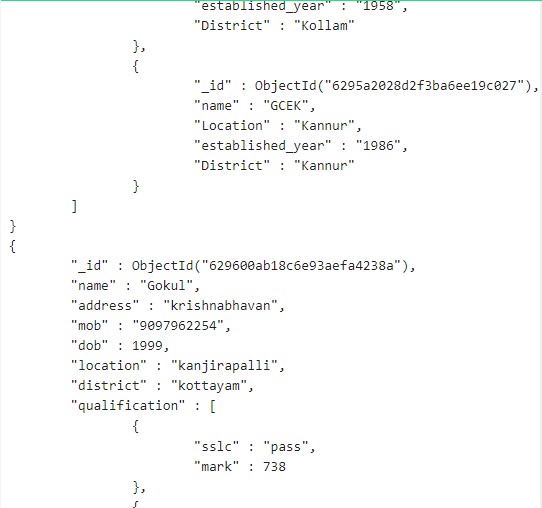 "established_year" : "1958",
"District" : "Kollam"
},
{
"_id" : ObjectId("6295a2028d2f3ba6ee19c027"),
"name" : "GCEK",
"Location" : "Kannur",
"established_year" : "1986",
"District" : "Kannur"
}
]
}
{
"_id" : ObjectId("629600ab18c6e93aefa4238a"),
"name" : "Gokul",
"address" : "krishnabhavan",
"mob" : "9097962254",
"dob" : 1999,
"location" : "kanjirapalli",
"district" : "kottayam",
"qualification" : [
{
"sslc" : "pass",
"mark" : 738
},
{